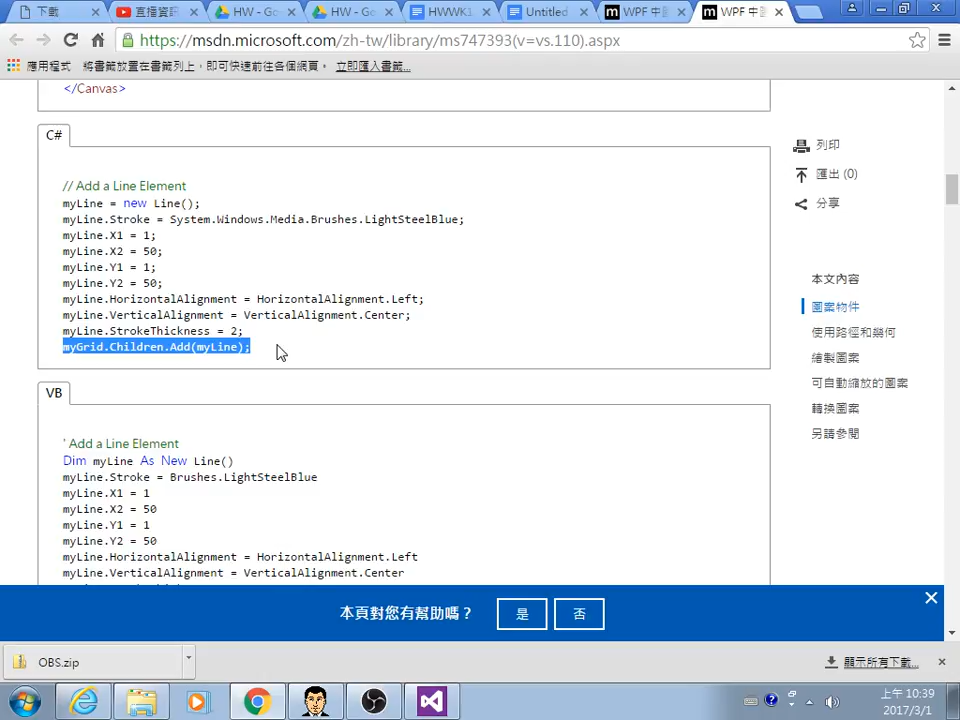 下載
直播資訊
HW - Go
HW - Go
HWWK1
Untitled
WPF 中
WPF 中
https://msdn.microsoft.com/zh-tw/library/ms747393(v=vs.110).aspx
應用程式 將書籤放置在書籤列上，即可快速前往各個網頁。 立即匯入書籤...
</Canvas>
C#
// Add a Line Element
myLine = new Line();
myLine.Stroke = System.Windows.Media.Brushes.LightSteelBlue;
myLine.X1 = 1;
myLine.X2 = 50;
myLine.Y1 = 1;
myLine.Y2 = 50;
myLine.HorizontalAlignment = HorizontalAlignment.Left;
myLine.VerticalAlignment = VerticalAlignment.Center;
myLine.StrokeThickness = 2;
myGrid.Children.Add(myLine);
VB
' Add a Line Element
Dim myLine As New Line()
myLine.Stroke = Brushes.LightSteelBlue
myLine.X1 = 1
myLine.X2 = 50
myLine.Y1 = 1
myLine.Y2 = 50
myLine.HorizontalAlignment = HorizontalAlignment.Left
myLine.VerticalAlignment = VerticalAlignment.Center
列印
匯出 (0)
分享
本文內容
圖案物件
使用路徑和幾何
繪製圖案
可自動縮放的圖案
轉換圖案
另請參閱
本頁對您有幫助嗎？ 是 否
OBS.zip
顯示所有下載...
上午 10:39
2017/3/1